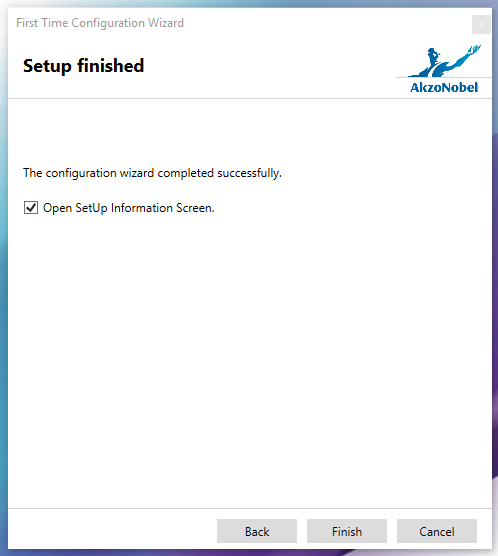 First Time Configuration Wizard
Setup finished
AkzoNobel
The configuration wizard completed successfully.
Open SetUp Information Screen.
Back
Finish
Cancel